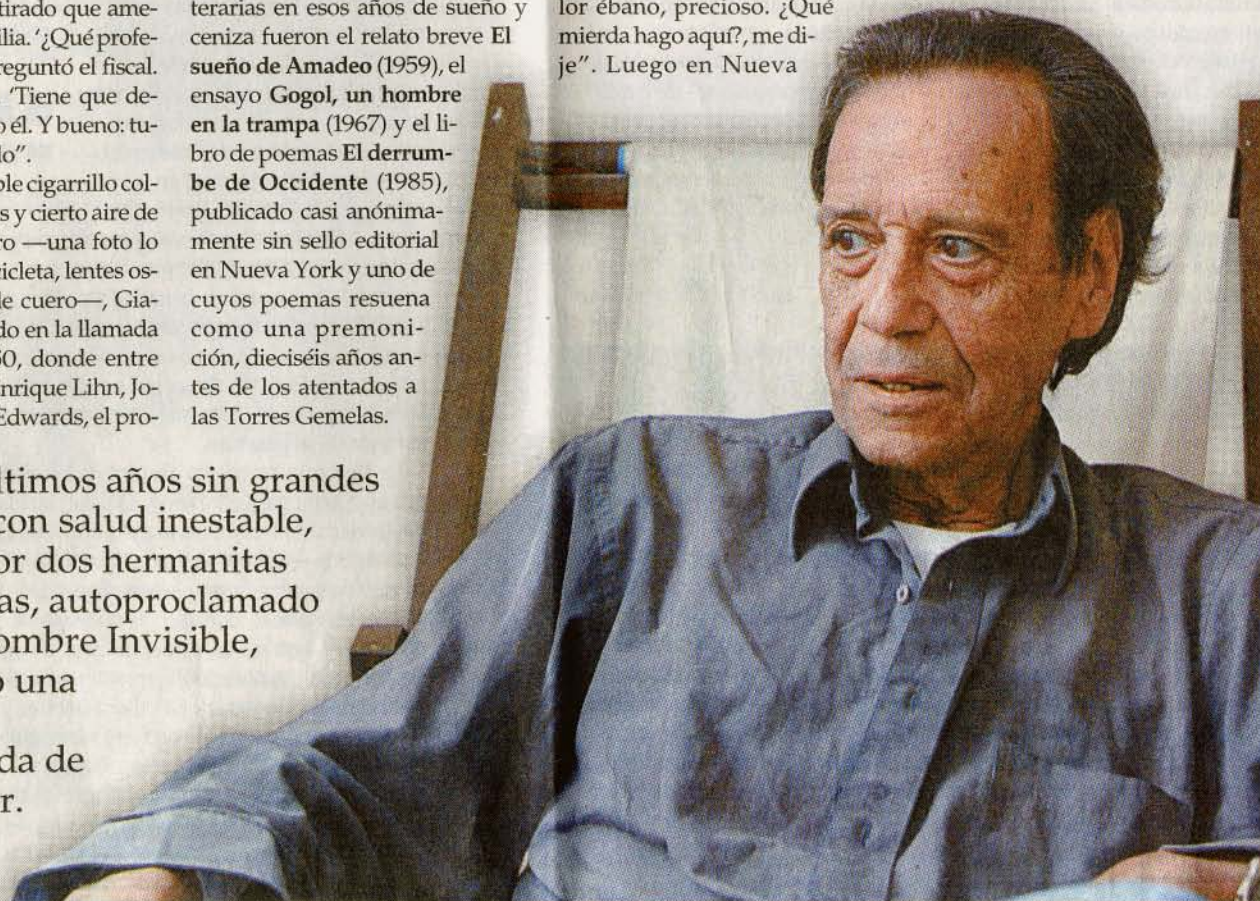 tirado que ame-
ilia. '¿Qué profe-
reguntó el fiscal.
'Tiene que de-
o él. Y bueno: tu-
lo".
ble cigarrillo col-
s y cierto aire de
ro —una foto lo
icleta, lentes os-
le cuero—, Gia-
do en la llamada
50, donde entre
nrique Lihn, Jo-
Edwards, el pro-
terarias en esos años de sueño y
ceniza fueron el relato breve El
sueño de Amadeo (1959), el
ensayo Gogol, un hombre
en la trampa (1967) y el li-
bro de poemas El derrum-
be de Occidente (1985),
publicado casi anónima-
mente sin sello editorial
en Nueva York y uno de
cuyos poemas resuena
como una premoni-
ción, dieciséis años an-
tes de los atentados a
las Torres Gemelas.
lor ébano, precioso. ¿Qué
mierda hago aquí?, me di-
je". Luego en Nueva
ltimos años sin grandes
con salud inestable,
or dos hermanitas
as, autoproclamado
ombre Invisible,
o una
da de
r.